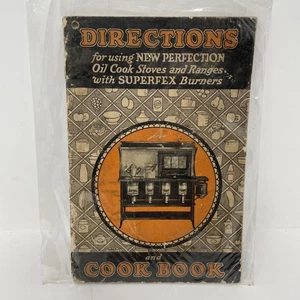 DIRECTIONS
for using NEW PERFECTION
Oil Cook Stoves and Ranges
with SUPERFEX Burners
and
COOK BOOK